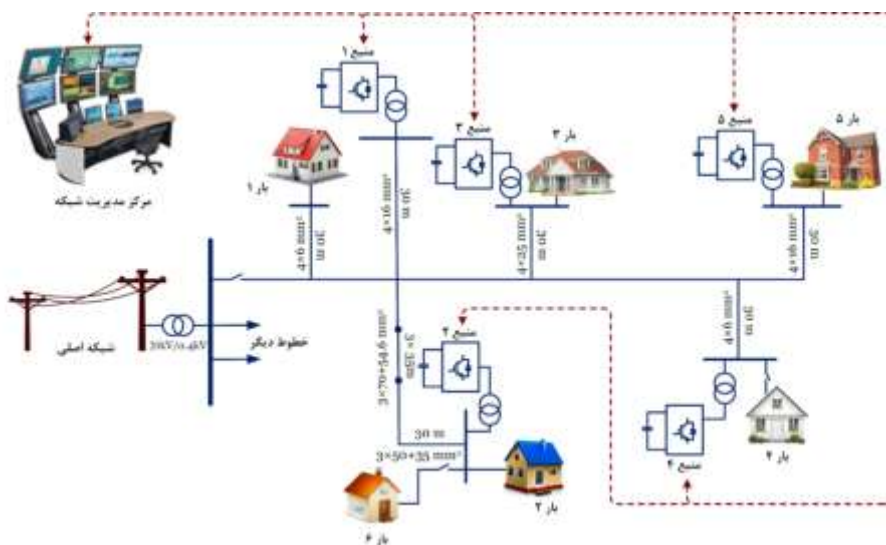 منبع ۱
منبع ۳
منبع ۵
بار ۳
بار ۵
بار ۱
مرکز مدیریت شبکه
4×6 mm²
30 m
4×16 mm²
30 m
4×25 mm²
30 m
4×16 mm²
30 m
شبکه اصلی
20kV/0.4kV
خطوط دیگر
3×70+54.6 mm²
3× 35m
منبع ۲
4×6 mm²
30 m
30 m
3×50+35 mm²
منبع ۴
بار ۴
بار ۲
بار ۶